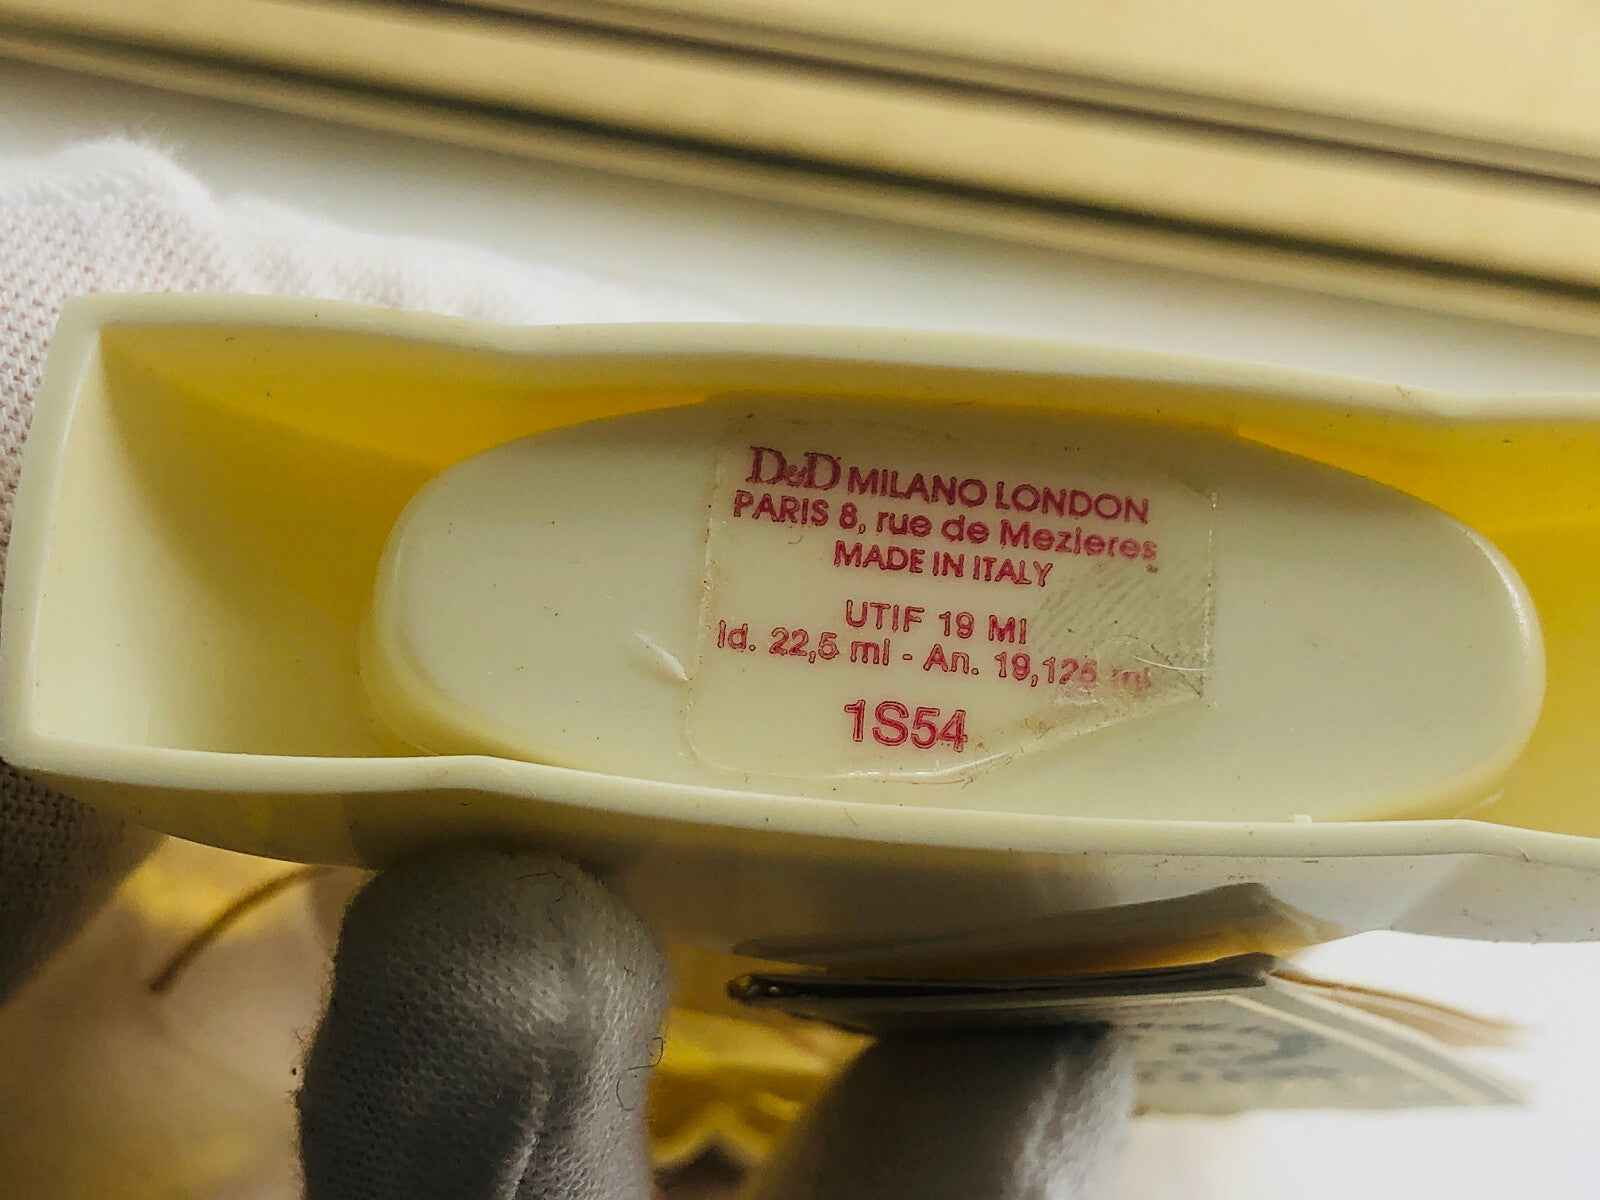 D&D MILANO LONDON
PARIS 8, rue de Mezieres
MADE IN ITALY
UTIF 19 MI
Id. 22,5 ml - An. 19,125 ml
1S54